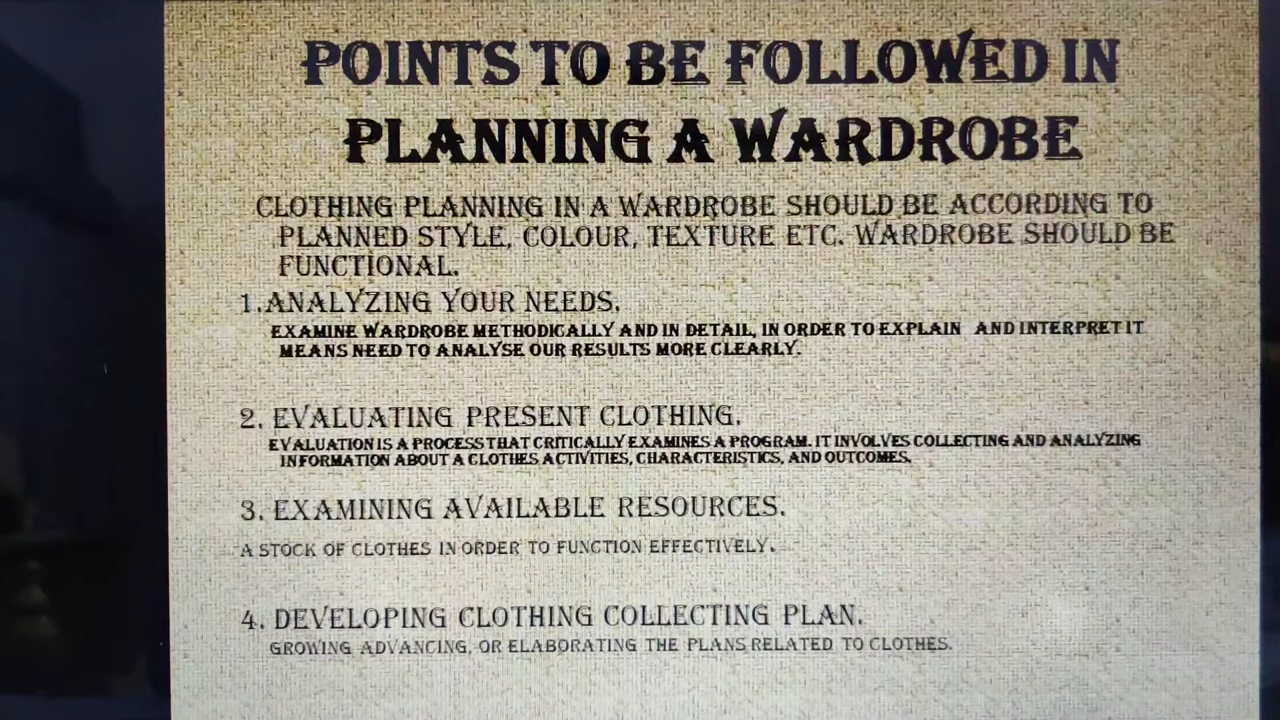 POINTS TO BE FOLLOWED IN
PLANNING A WARDROBE
CLOTHING PLANNING IN A WARDROBE SHOULD BE ACCORDING TO
PLANNED STYLE, COLOUR, TEXTURE ETC. WARDROBE SHOULD BE
FUNCTIONAL.
1.ANALYZING YOUR NEEDS.
EXAMINE WARDROBE METHODICALLY AND IN DETAIL, IN ORDER TO EXPLAIN AND INTERPRET IT
MEANS NEED TO ANALYSE OUR RESULTS MORE CLEARLY.
2. EVALUATING PRESENT CLOTHING.
EVALUATION IS A PROCESS THAT CRITICALLY EXAMINES A PROGRAM. IT INVOLVES COLLECTING AND ANALYZING
INFORMATION ABOUT A CLOTHES ACTIVITIES, CHARACTERISTICS, AND OUTCOMES.
3. EXAMINING AVAILABLE RESOURCES.
A STOCK OF CLOTHES IN ORDER TO FUNCTION EFFECTIVELY.
4. DEVELOPING CLOTHING COLLECTING PLAN.
GROWING ADVANCING, OR ELABORATING THE PLANS RELATED TO CLOTHES.